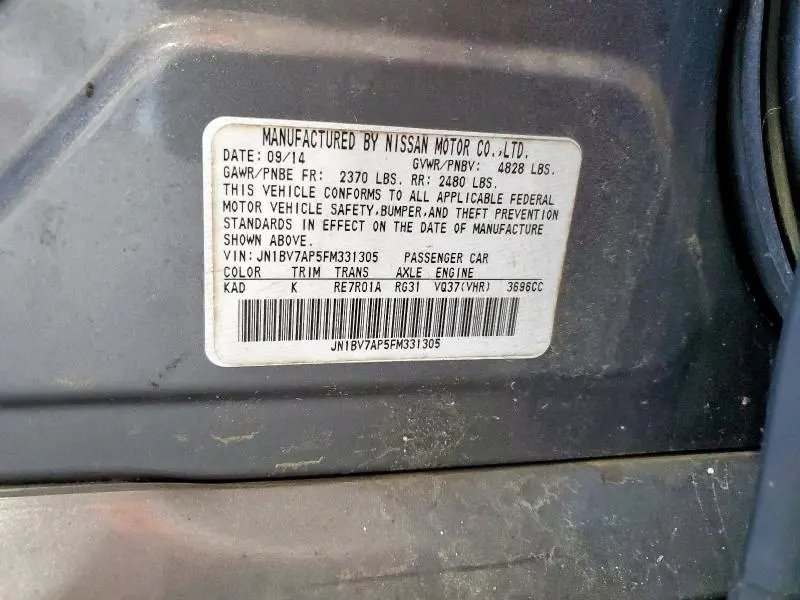 MANUFACTURED BY NISSAN MOTOR CO.,LTD.
DATE: 09/14 GVWR/PNBV: 4828 LBS.
GAWR/PNBE FR: 2370 LBS. RR: 2480 LBS.
THIS VEHICLE CONFORMS TO ALL APPLICABLE FEDERAL
MOTOR VEHICLE SAFETY,BUMPER,AND THEFT PREVENTION
STANDARDS IN EFFECT ON THE DATE OF MANUFACTURE
SHOWN ABOVE.
VIN: JN1BV7AP5FM331305 PASSENGER CAR
COLOR TRIM TRANS AXLE ENGINE
KAD K RE7R01A RG31 VQ37(VHR) 3696CC
JN1BV7AP5FM331305